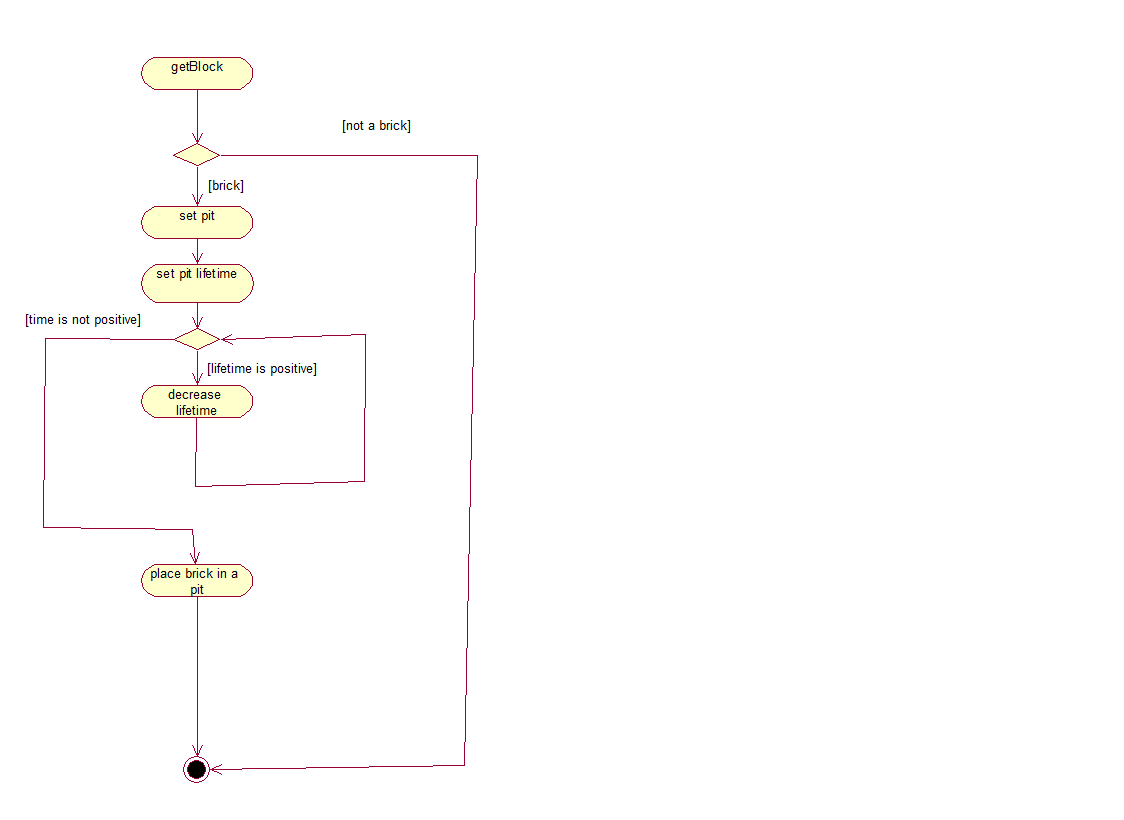 getBlock
[not a brick]
[brick]
set pit
set pit lifetime
[time is not positive]
[lifetime is positive]
decrease
lifetime
place brick in a
pit